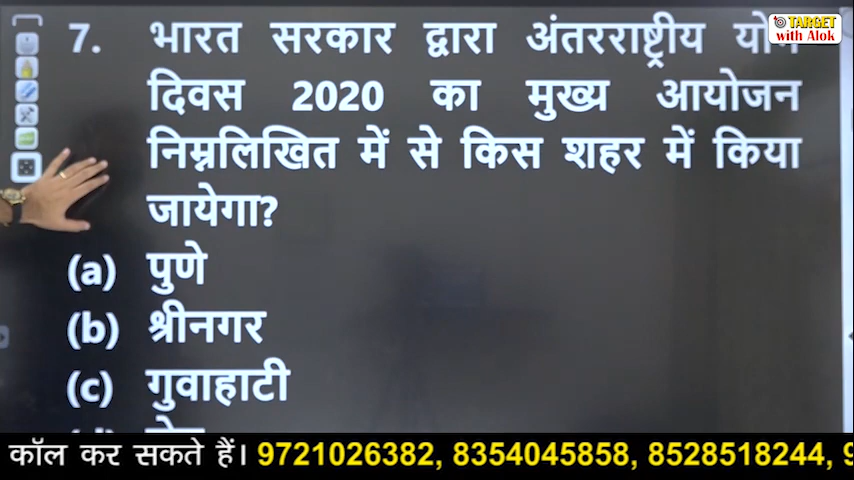 TARGET
with Alok
7. भारत सरकार द्वारा अंतरराष्ट्रीय
दिवस 2020 का मुख्य आयोजन
निम्नलिखित में से किस शहर में किया
जायेगा?
(a) पुणे
(b) श्रीनगर
(c) गुवाहाटी
कॉल कर सकते हैं। 9721026382, 8354045858, 8528518244, 9